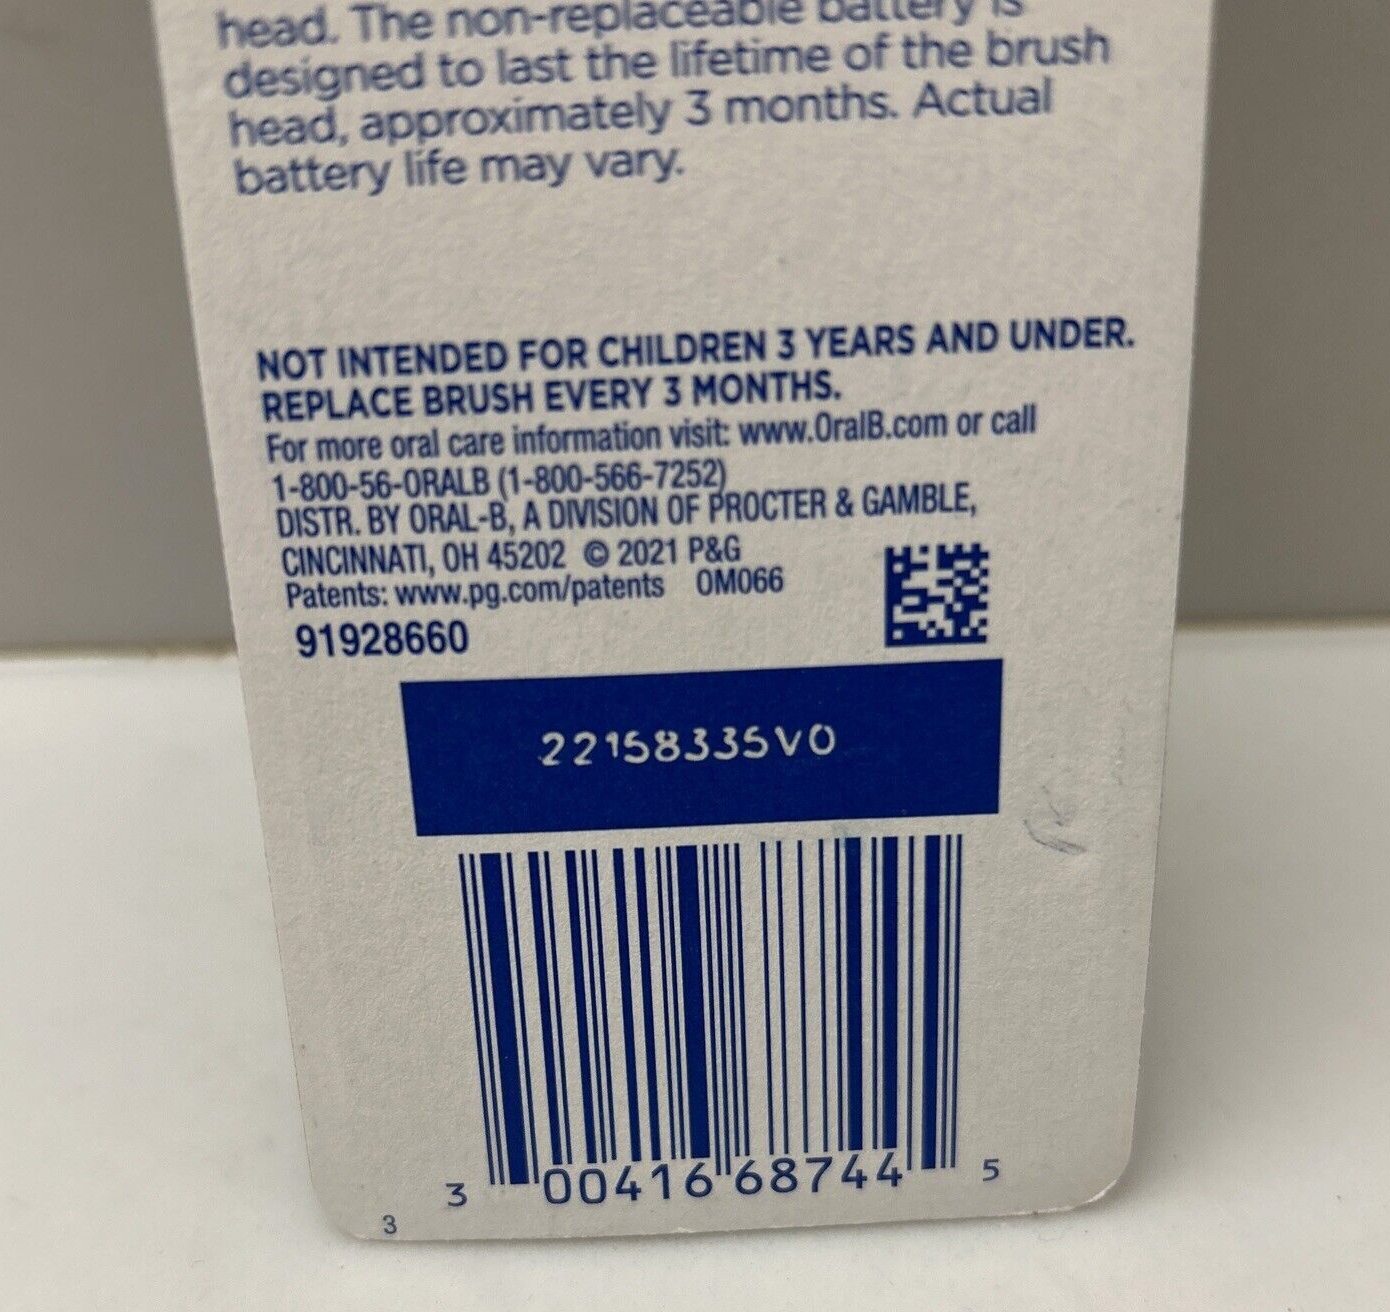 head. The non-replaceable battery is
designed to last the lifetime of the brush
head, approximately 3 months. Actual
battery life may vary.
NOT INTENDED FOR CHILDREN 3 YEARS AND UNDER.
REPLACE BRUSH EVERY 3 MONTHS.
For more oral care information visit: www.OralB.com or call
1-800-56-ORALB (1-800-566-7252)
DISTR. BY ORAL-B, A DIVISION OF PROCTER & GAMBLE,
CINCINNATI, OH 45202 © 2021 P&G
Patents: www.pg.com/patents OM066
91928660
22158335VO
3 00416 68744 5
3